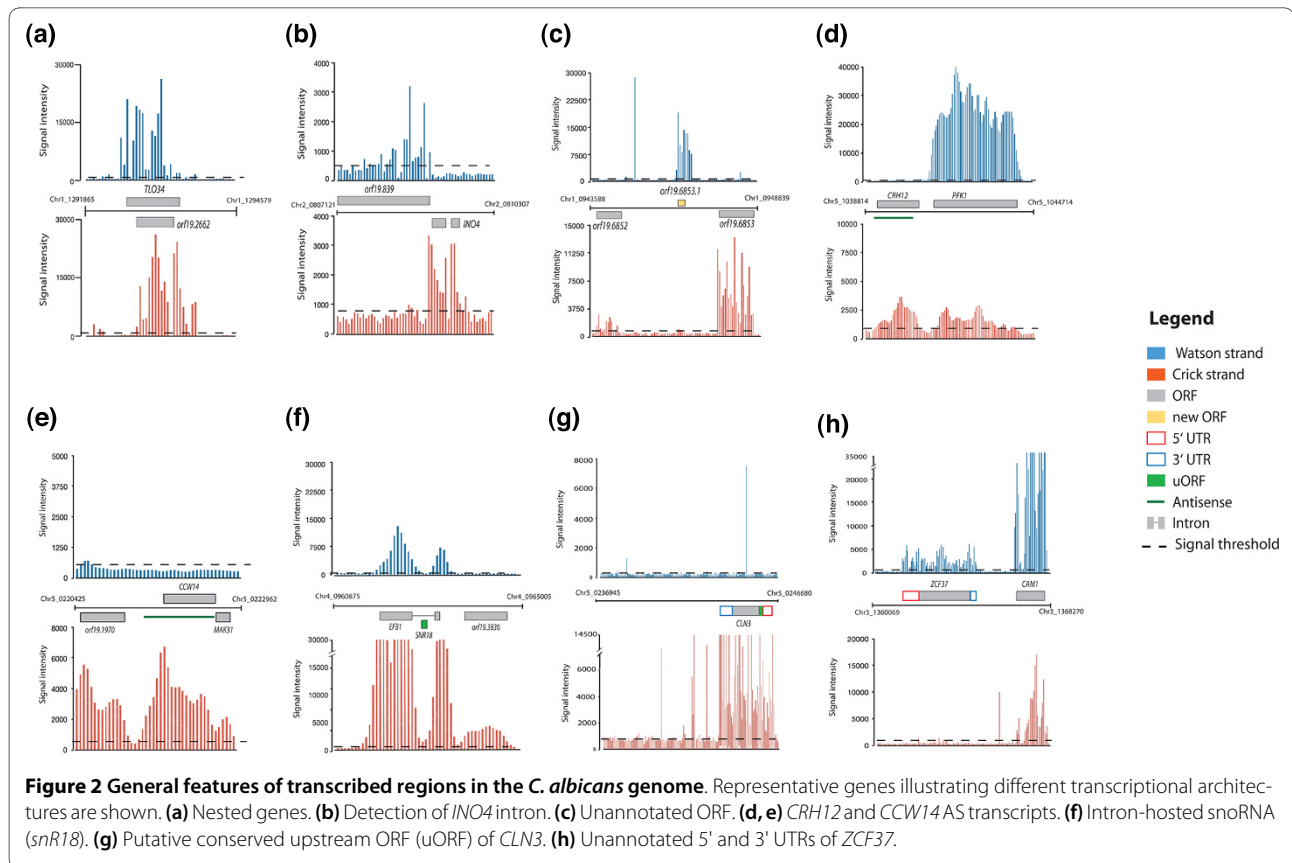 (a)
(b)
(c)
(d)
30000
15000
0
Signal intensity
TLO34
Chr1_1291865
Chr1_1294579
orf19.2662
30000
15000
0
Signal intensity
4000
3000
2000
1000
0
Signal intensity
orf19.839
Chr2_0807121
Chr2_0810307
INO4
4000
3000
2000
1000
0
Signal intensity
30000
22500
15000
7500
0
Signal intensity
orf19.6853.1
Chr1_0943588
Chr1_0948839
orf19.6852
orf19.6853
15000
11250
7500
3750
0
Signal intensity
40000
30000
20000
10000
0
Signal intensity
CRH12
PFK1
Chr5_1038814
Chr5_1044714
10000
7500
5000
2500
0
Signal intensity
Legend
Watson strand
Crick strand
ORF
new ORF
5' UTR
3' UTR
uORF
Antisense
Intron
Signal threshold
(e)
(f)
(g)
(h)
5000
3750
2500
1250
0
Signal intensity
CCW14
Chr5_0220425
Chr5_0222962
orf19.1970
MAK31
8000
6000
4000
2000
0
Signal intensity
30000
22500
15000
7500
0
Signal intensity
Chr4_0960875
Chr4_0965005
EFB1
SNR18
orf19.3836
30000
25000
20000
15000
10000
5000
0
Signal intensity
8000
6000
4000
2000
0
Signal intensity
Chr5_0236945
Chr5_0246680
CLN3
14500
4000
3000
2000
1000
0
Signal intensity
35000
25000
20000
15000
10000
5000
0
Signal intensity
ZCF37
CAM1
Chr3_1360069
Chr3_1368270
20000
15000
10000
5000
0
Signal intensity
Figure 2 General features of transcribed regions in the C. albicans genome. Representative genes illustrating different transcriptional architec-
tures are shown. (a) Nested genes. (b) Detection of INO4 intron. (c) Unannotated ORF. (d, e) CRH12 and CCW14 AS transcripts. (f) Intron-hosted snoRNA
(snR18). (g) Putative conserved upstream ORF (uORF) of CLN3. (h) Unannotated 5' and 3' UTRs of ZCF37.